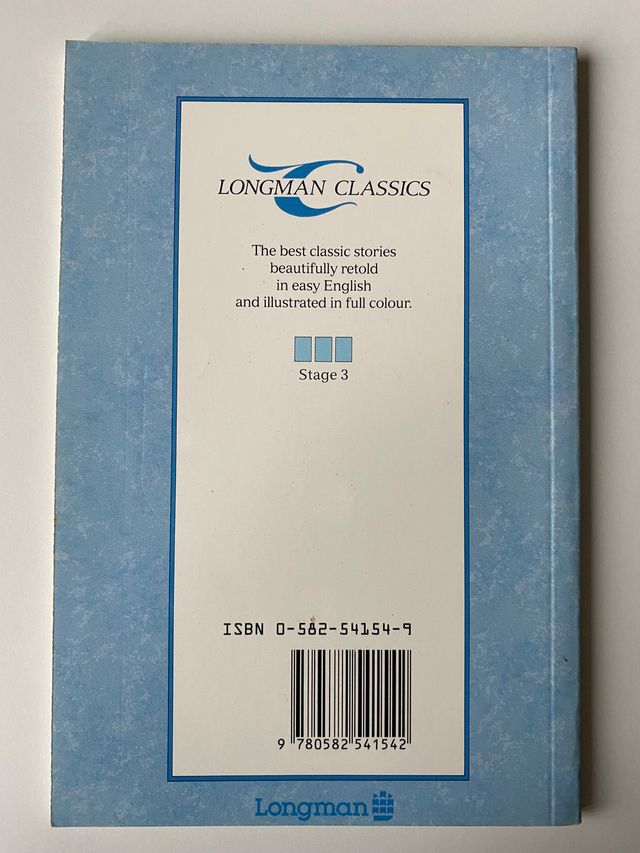 LONGMAN CLASSICS
The best classic stories
beautifully retold
in easy English
and illustrated in full colour.
Stage 3
ISBN 0-582-54154-9
9 780582 541542
Longman